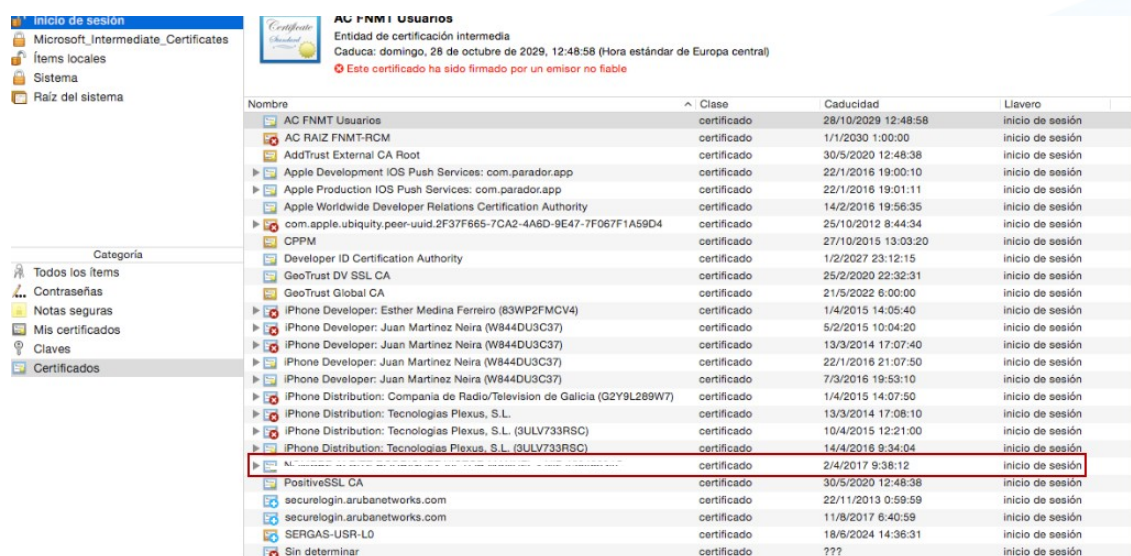 inicio de sesión
Microsoft_Intermediate_Certificates
Ítems locales
Sistema
Raíz del sistema
Categoría
Todos los ítems
Contraseñas
Notas seguras
Mis certificados
Claves
Certificados
Certificate
Standard
AC FNMT Usuarios
Entidad de certificación intermedia
Caduca: domingo, 28 de octubre de 2029, 12:48:58 (Hora estándar de Europa central)
Este certificado ha sido firmado por un emisor no fiable
Nombre Clase Caducidad Llavero
AC FNMT Usuarios certificado 28/10/2029 12:48:58 inicio de sesión
AC RAIZ FNMT-RCM certificado 1/1/2030 1:00:00 inicio de sesión
AddTrust External CA Root certificado 30/5/2020 12:48:38 inicio de sesión
Apple Development IOS Push Services: com.parador.app certificado 22/1/2016 19:00:10 inicio de sesión
Apple Production IOS Push Services: com.parador.app certificado 22/1/2016 19:01:11 inicio de sesión
Apple Worldwide Developer Relations Certification Authority certificado 14/2/2016 19:56:35 inicio de sesión
com.apple.ubiquity.peer-uuid.2F37F665-7CA2-4A6D-9E47-7F067F1A59D4 certificado 25/10/2012 8:44:34 inicio de sesión
CPPM certificado 27/10/2015 13:03:20 inicio de sesión
Developer ID Certification Authority certificado 1/2/2027 23:12:15 inicio de sesión
GeoTrust DV SSL CA certificado 25/2/2020 22:32:31 inicio de sesión
GeoTrust Global CA certificado 21/5/2022 6:00:00 inicio de sesión
iPhone Developer: Esther Medina Ferreiro (83WP2FMCV4) certificado 1/4/2015 14:05:40 inicio de sesión
iPhone Developer: Juan Martinez Neira (W844DU3C37) certificado 5/2/2015 10:04:20 inicio de sesión
iPhone Developer: Juan Martinez Neira (W844DU3C37) certificado 13/3/2014 17:07:40 inicio de sesión
iPhone Developer: Juan Martinez Neira (W844DU3C37) certificado 22/1/2016 21:07:50 inicio de sesión
iPhone Developer: Juan Martinez Neira (W844DU3C37) certificado 7/3/2016 19:53:10 inicio de sesión
iPhone Distribution: Compania de Radio/Television de Galicia (G2Y9L289W7) certificado 1/4/2015 14:07:50 inicio de sesión
iPhone Distribution: Tecnologias Plexus, S.L. certificado 13/3/2014 17:08:10 inicio de sesión
iPhone Distribution: Tecnologias Plexus, S.L. (3ULV733RSC) certificado 10/4/2015 12:21:00 inicio de sesión
iPhone Distribution: Tecnologias Plexus, S.L. (3ULV733RSC) certificado 14/4/2016 9:34:04 inicio de sesión
certificado 2/4/2017 9:38:12 inicio de sesión
PositiveSSL CA certificado 30/5/2020 12:48:38 inicio de sesión
securelogin.arubanetworks.com certificado 22/11/2013 0:59:59 inicio de sesión
securelogin.arubanetworks.com certificado 11/8/2017 6:40:59 inicio de sesión
SERGAS-USR-L0 certificado 18/6/2024 14:36:31 inicio de sesión
Sin determinar certificado ??? inicio de sesión